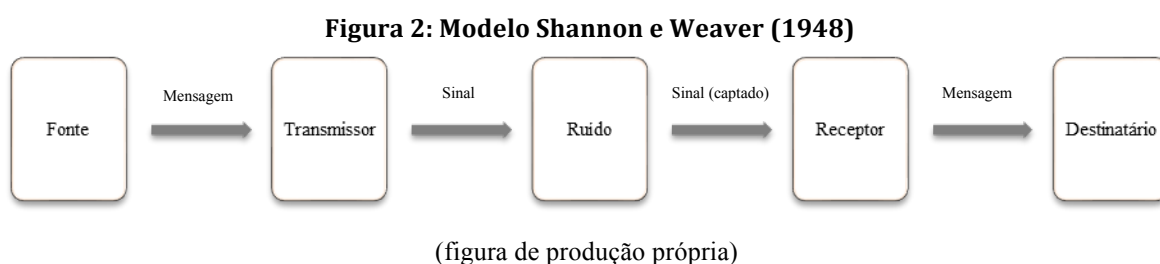 Figura 2: Modelo Shannon e Weaver (1948)
Mensagem
Sinal
Sinal (captado)
Mensagem
Fonte
Transmissor
Ruído
Receptor
Destinatário
(figura de produção própria)